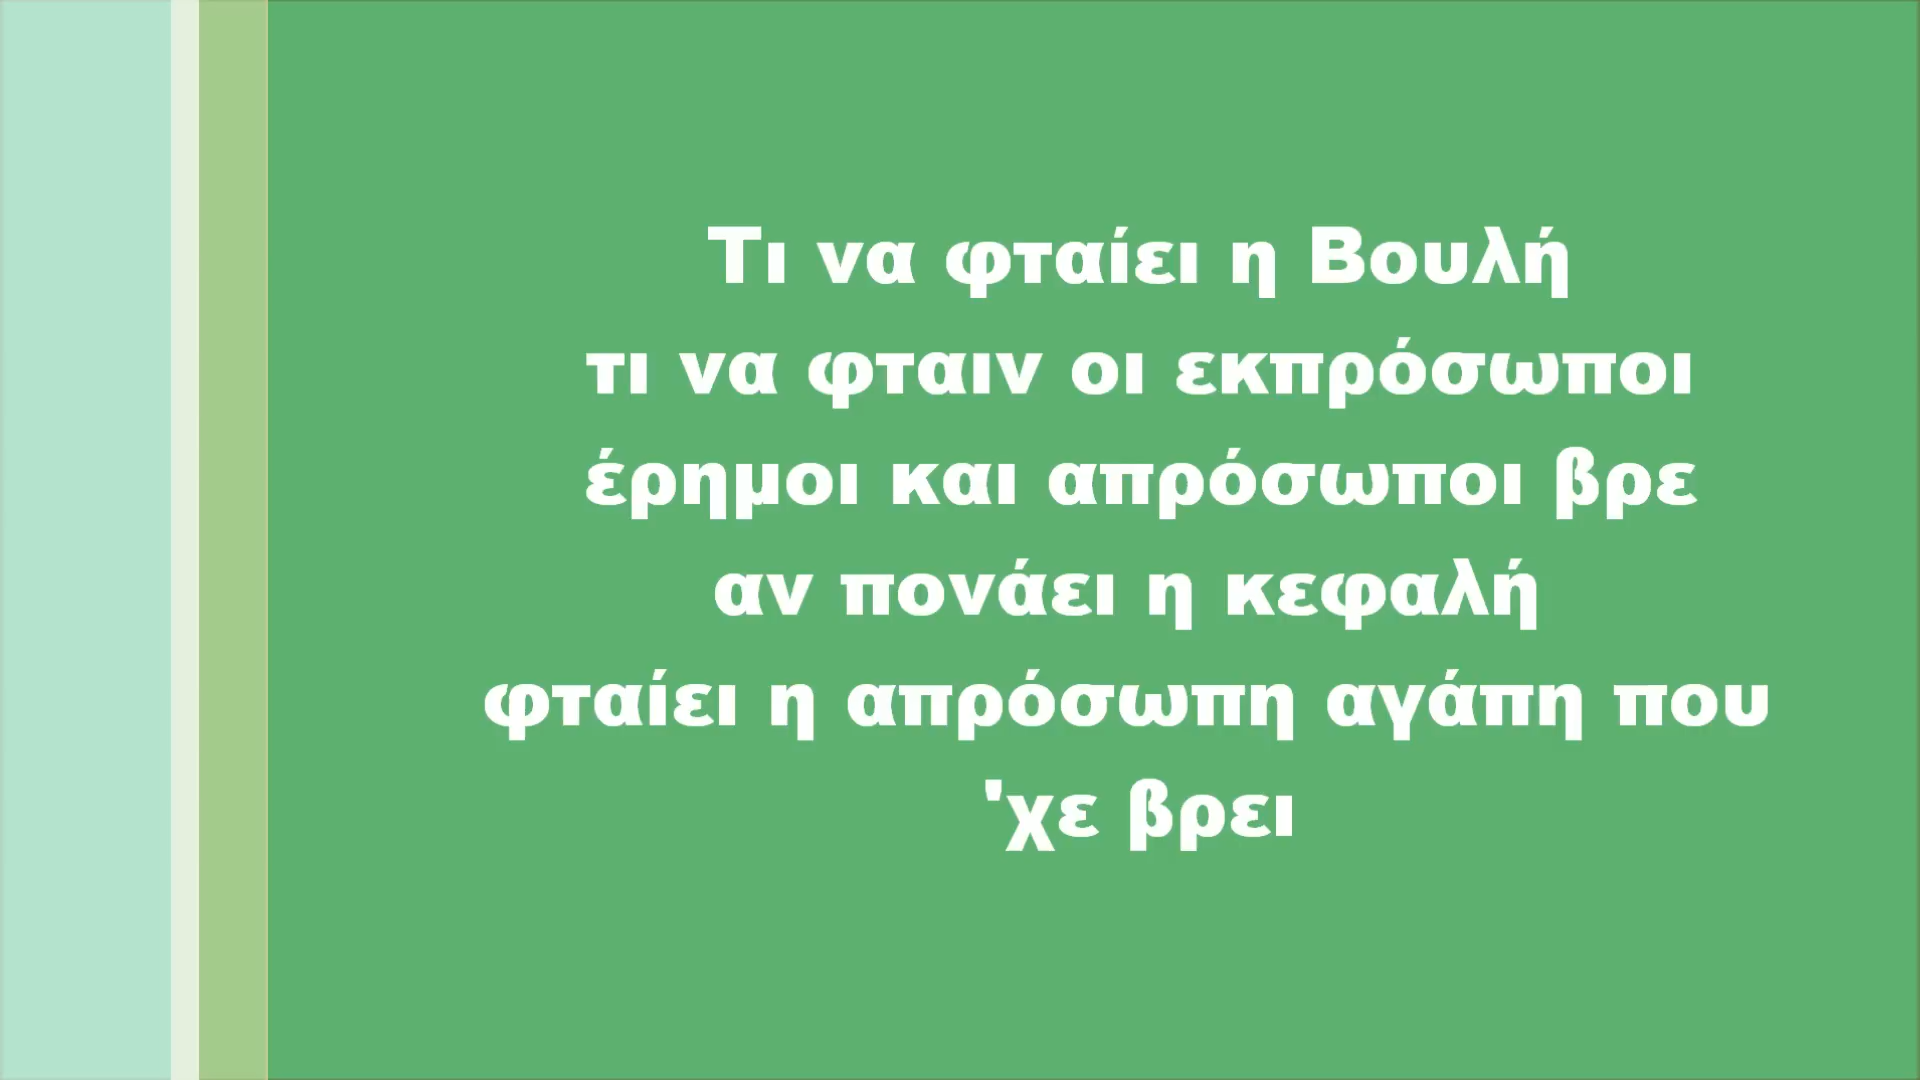 Τι να φταίει η Βουλή
τι να φταιν οι εκπρόσωποι
έρημοι και απρόσωποι βρε
αν πονάει η κεφαλή
φταίει η απρόσωπη αγάπη που
'χε βρει